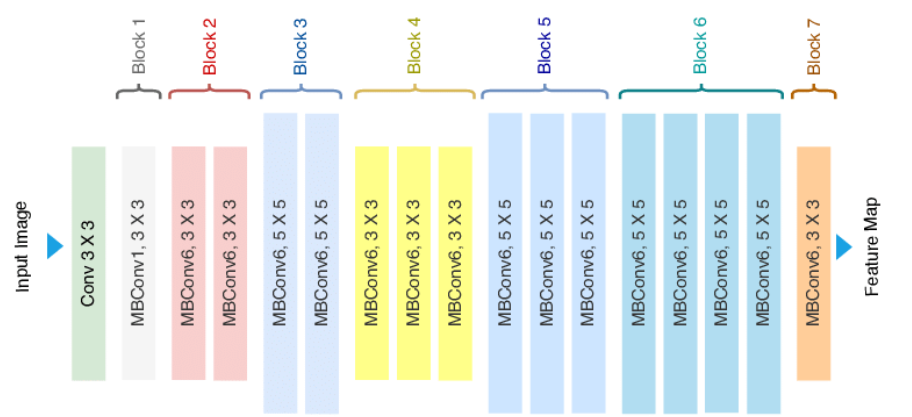 Block 1
Block 2
Block 3
Block 4
Block 5
Block 6
Block 7
Input Image
Conv 3 X 3
MBConv1, 3 X 3
MBConv6, 3 X 3
MBConv6, 3 X 3
MBConv6, 5 X 5
MBConv6, 5 X 5
MBConv6, 3 X 3
MBConv6, 3 X 3
MBConv6, 3 X 3
MBConv6, 5 X 5
MBConv6, 5 X 5
MBConv6, 5 X 5
MBConv6, 5 X 5
MBConv6, 5 X 5
MBConv6, 5 X 5
MBConv6, 5 X 5
MBConv6, 3 X 3
Feature Map